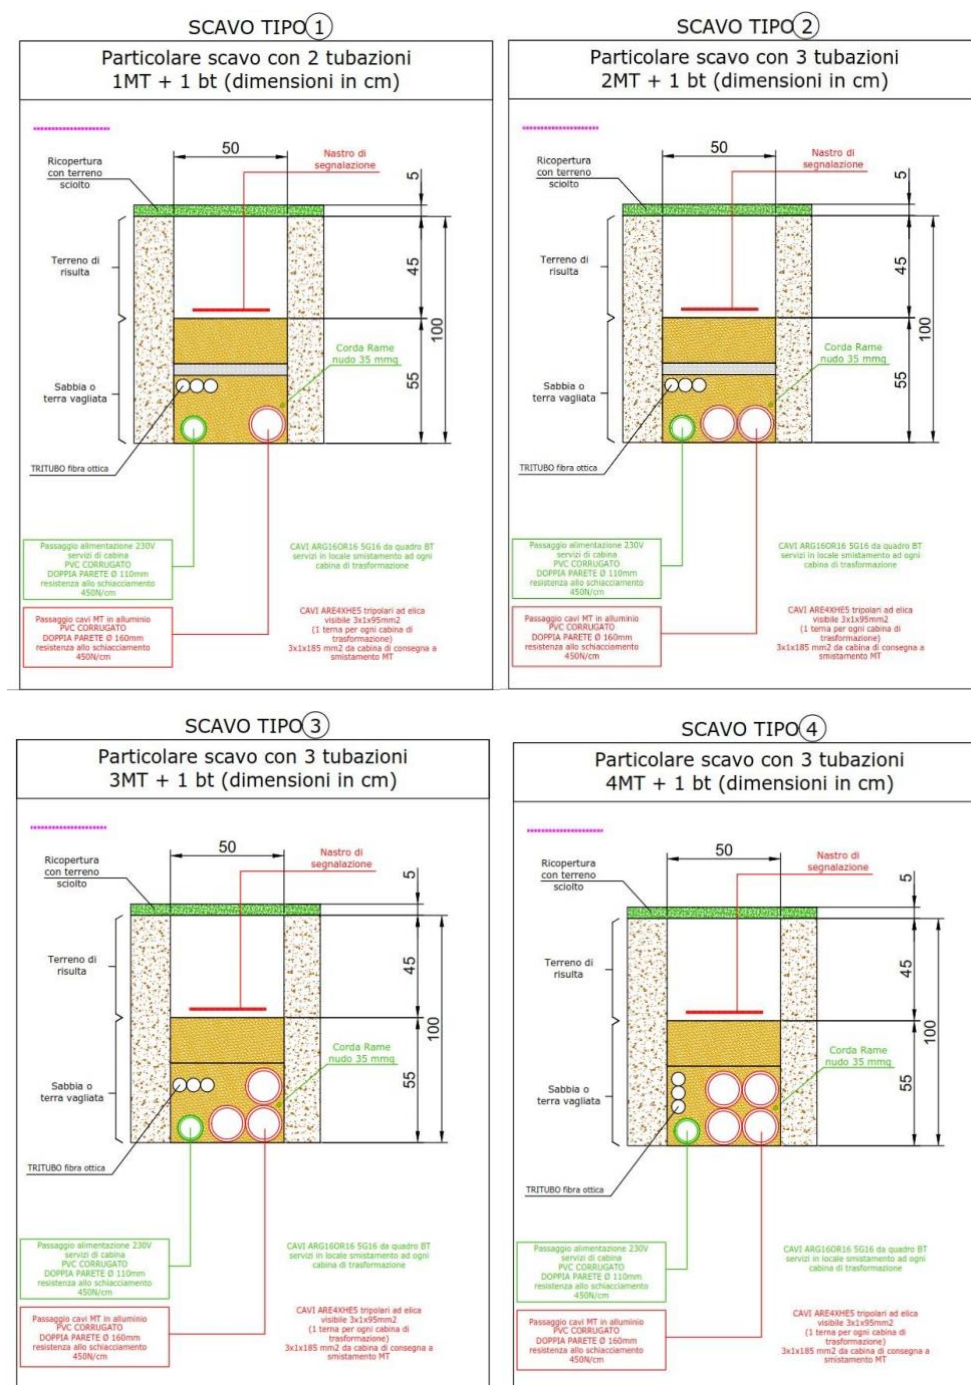 SCAVO TIPO 1
Particolare scavo con 2 tubazioni
1MT + 1 bt (dimensioni in cm)
50
Nastro di
segnalazione
Ricopertura
con terreno
sciolto
5
Terreno di
risulta
45
100
Corda Rame
nudo 35 mmq
55
Sabbia o
terra vagliata
TRITUBO fibra ottica
Passaggio alimentazione 230V
servizi di cabina
PVC CORRUGATO
DOPPIA PARETE Ø 110mm
resistenza allo schiacciamento
450N/cm
CAVI ARG16OR16 5G16 da quadro BT
servizi in locale smistamento ad ogni
cabina di trasformazione
Passaggio cavi MT in alluminio
PVC CORRUGATO
DOPPIA PARETE Ø 160mm
resistenza allo schiacciamento
450N/cm
CAVI ARE4XHE5 tripolari ad elica
visibile 3x1x95mm2
(1 terna per ogni cabina di
trasformazione)
3x1x185 mm2 da cabina di consegna a
smistamento MT
SCAVO TIPO 2
Particolare scavo con 3 tubazioni
2MT + 1 bt (dimensioni in cm)
50
Nastro di
segnalazione
Ricopertura
con terreno
sciolto
5
Terreno di
risulta
45
100
Corda Rame
nudo 35 mmq
55
Sabbia o
terra vagliata
TRITUBO fibra ottica
Passaggio alimentazione 230V
servizi di cabina
PVC CORRUGATO
DOPPIA PARETE Ø 110mm
resistenza allo schiacciamento
450N/cm
CAVI ARG16OR16 5G16 da quadro BT
servizi in locale smistamento ad ogni
cabina di trasformazione
Passaggio cavi MT in alluminio
PVC CORRUGATO
DOPPIA PARETE Ø 160mm
resistenza allo schiacciamento
450N/cm
CAVI ARE4XHE5 tripolari ad elica
visibile 3x1x95mm2
(1 terna per ogni cabina di
trasformazione)
3x1x185 mm2 da cabina di consegna a
smistamento MT
SCAVO TIPO 3
Particolare scavo con 3 tubazioni
3MT + 1 bt (dimensioni in cm)
50
Nastro di
segnalazione
Ricopertura
con terreno
sciolto
5
Terreno di
risulta
45
100
Corda Rame
nudo 35 mmq
55
Sabbia o
terra vagliata
TRITUBO fibra ottica
Passaggio alimentazione 230V
servizi di cabina
PVC CORRUGATO
DOPPIA PARETE Ø 110mm
resistenza allo schiacciamento
450N/cm
CAVI ARG16OR16 5G16 da quadro BT
servizi in locale smistamento ad ogni
cabina di trasformazione
Passaggio cavi MT in alluminio
PVC CORRUGATO
DOPPIA PARETE Ø 160mm
resistenza allo schiacciamento
450N/cm
CAVI ARE4XHE5 tripolari ad elica
visibile 3x1x95mm2
(1 terna per ogni cabina di
trasformazione)
3x1x185 mm2 da cabina di consegna a
smistamento MT
SCAVO TIPO 4
Particolare scavo con 3 tubazioni
4MT + 1 bt (dimensioni in cm)
50
Nastro di
segnalazione
Ricopertura
con terreno
sciolto
5
Terreno di
risulta
45
100
Corda Rame
nudo 35 mmq
55
Sabbia o
terra vagliata
TRITUBO fibra ottica
Passaggio alimentazione 230V
servizi di cabina
PVC CORRUGATO
DOPPIA PARETE Ø 110mm
resistenza allo schiacciamento
450N/cm
CAVI ARG16OR16 5G16 da quadro BT
servizi in locale smistamento ad ogni
cabina di trasformazione
Passaggio cavi MT in alluminio
PVC CORRUGATO
DOPPIA PARETE Ø 160mm
resistenza allo schiacciamento
450N/cm
CAVI ARE4XHE5 tripolari ad elica
visibile 3x1x95mm2
(1 terna per ogni cabina di
trasformazione)
3x1x185 mm2 da cabina di consegna a
smistamento MT